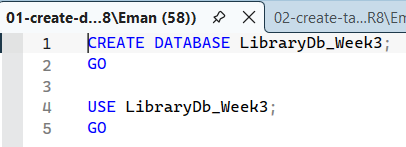 01-create-d...8\Eman (58))
02-create-ta...R8\Em
1 CREATE DATABASE LibraryDb_Week3;
2 GO
3
4 USE LibraryDb_Week3;
5 GO